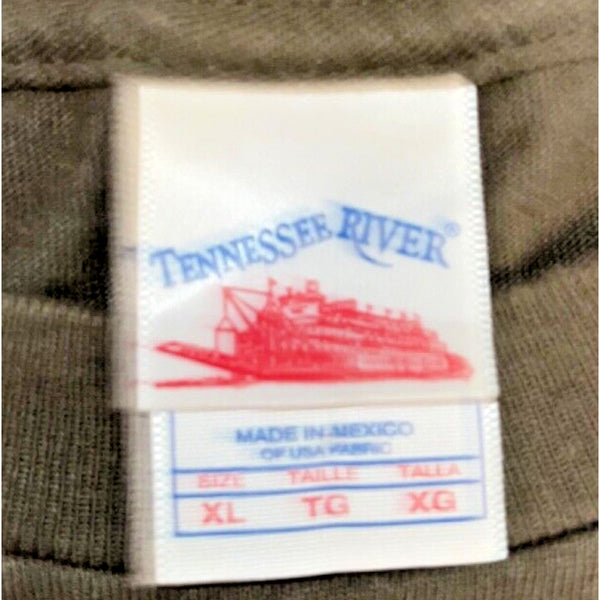 TENNESSEE RIVER®
MADE IN MEXICO
OF USA FABRIC
SIZE TAILLE TALLA
XL TG XG